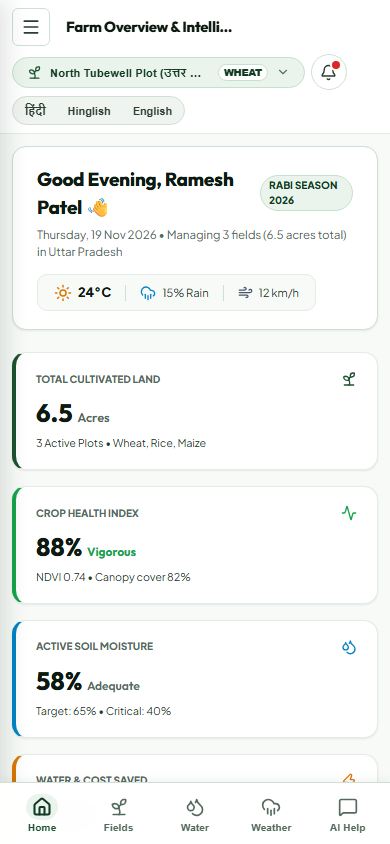 Farm Overview & Intelli...
North Tubewell Plot (उत्तर ... WHEAT
हिंदी Hinglish English
Good Evening, Ramesh
Patel 👋
RABI SEASON
2026
Thursday, 19 Nov 2026 • Managing 3 fields (6.5 acres total)
in Uttar Pradesh
24°C 15% Rain 12 km/h
TOTAL CULTIVATED LAND
6.5 Acres
3 Active Plots • Wheat, Rice, Maize
CROP HEALTH INDEX
88% Vigorous
NDVI 0.74 • Canopy cover 82%
ACTIVE SOIL MOISTURE
58% Adequate
Target: 65% • Critical: 40%
WATER & COST SAVED
Home Fields Water Weather AI Help